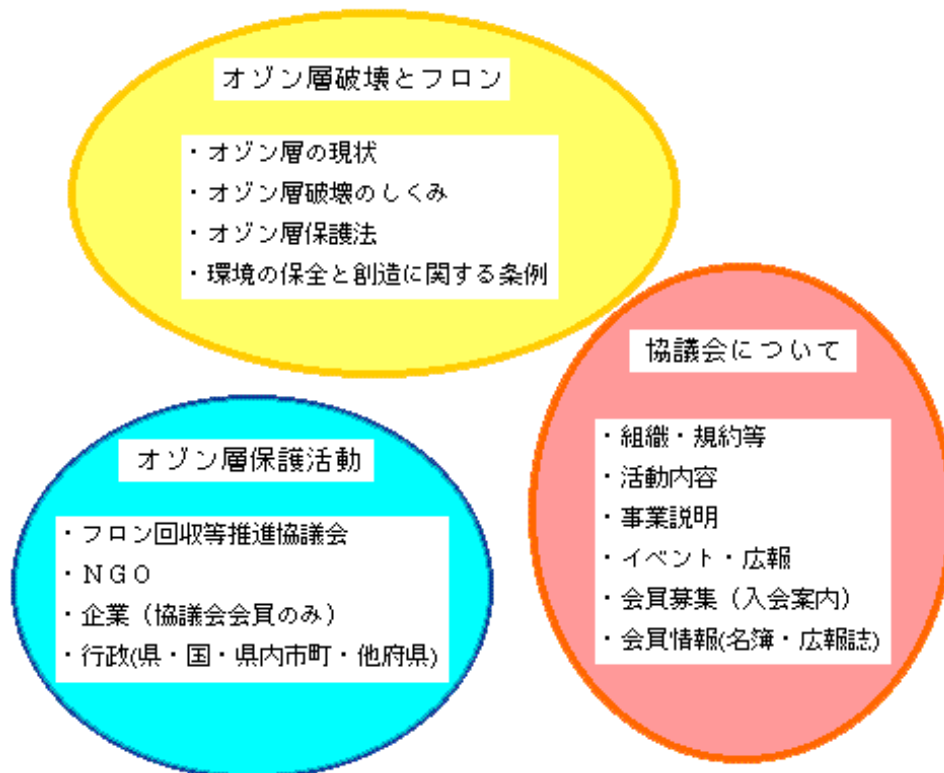 オゾン層破壊とフロン
・オゾン層の現状
・オゾン層破壊のしくみ
・オゾン層保護法
・環境の保全と創造に関する条例
協議会について
・組織・規約等
・活動内容
・事業説明
・イベント・広報
・会員募集（入会案内）
・会員情報(名簿・広報誌)
オゾン層保護活動
・フロン回収等推進協議会
・ＮＧＯ
・企業（協議会会員のみ）
・行政(県・国・県内市町・他府県)